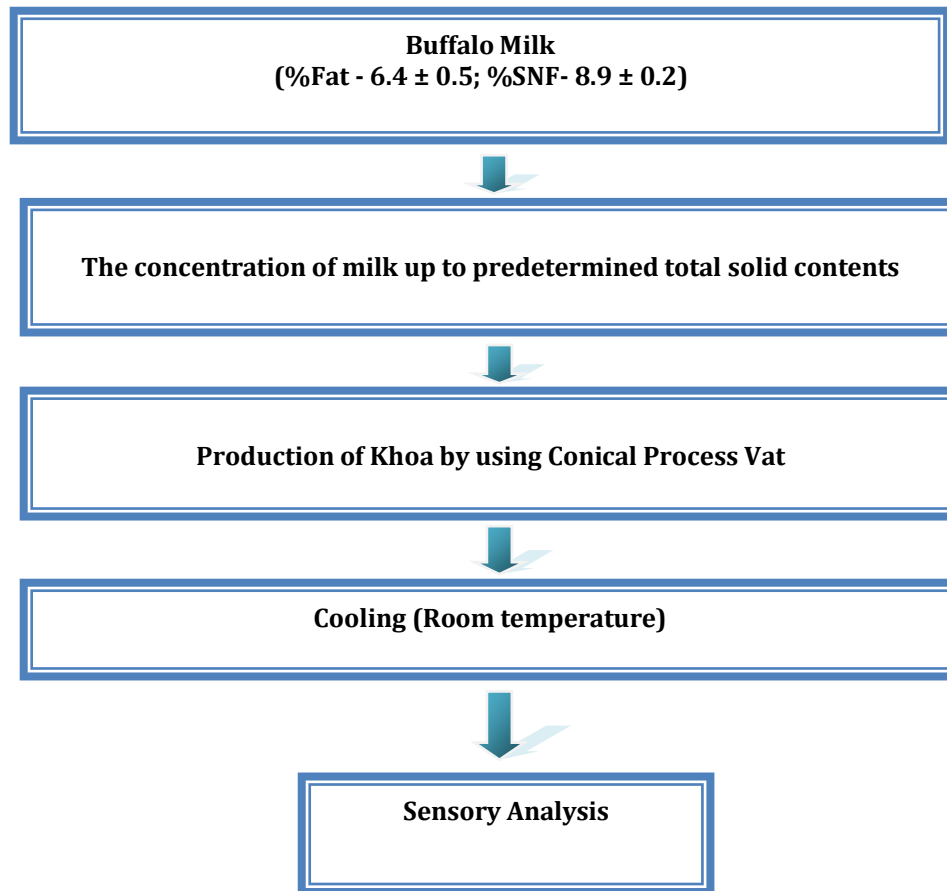 Buffalo Milk
(%Fat - 6.4 ± 0.5; %SNF- 8.9 ± 0.2)
The concentration of milk up to predetermined total solid contents
Production of Khoa by using Conical Process Vat
Cooling (Room temperature)
Sensory Analysis